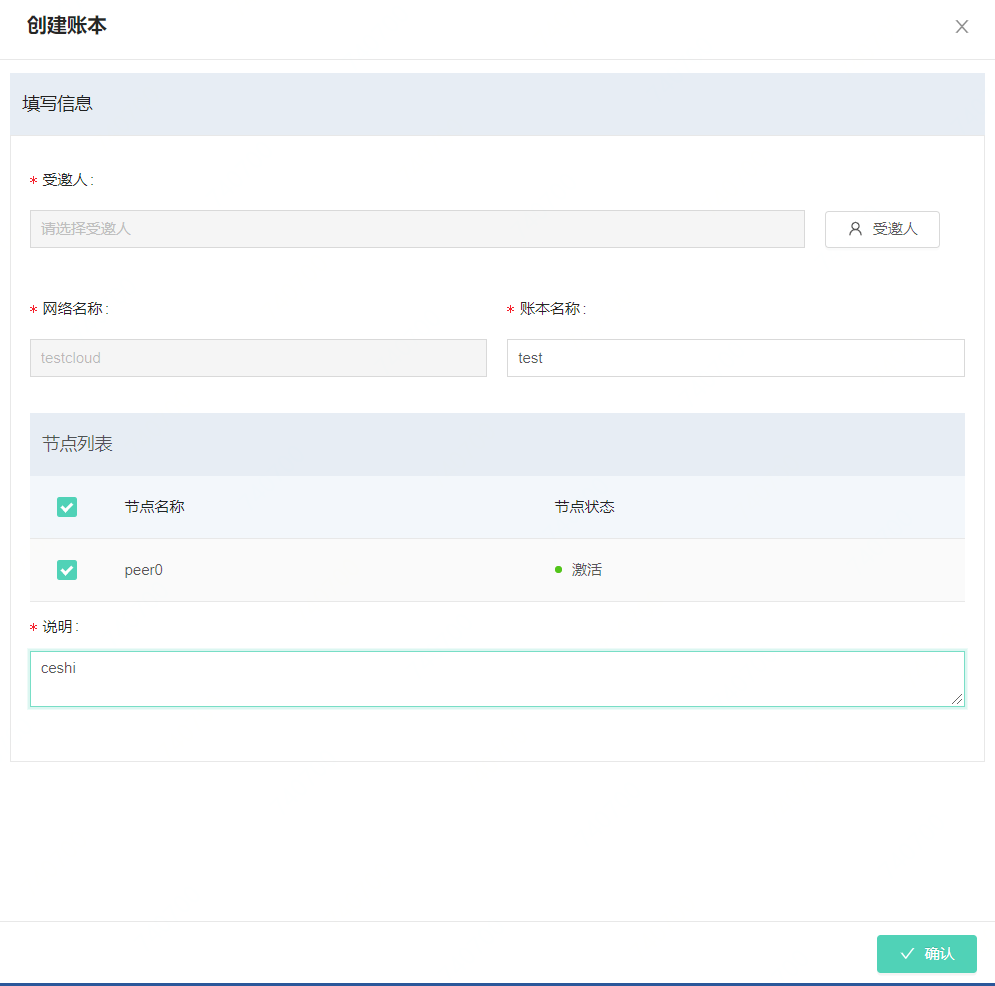 创建账本
填写信息
* 受邀人 :
请选择受邀人
受邀人
* 网络名称 :
* 账本名称 :
testcloud
test
节点列表
节点名称 节点状态
peer0 激活
* 说明 :
ceshi
确认